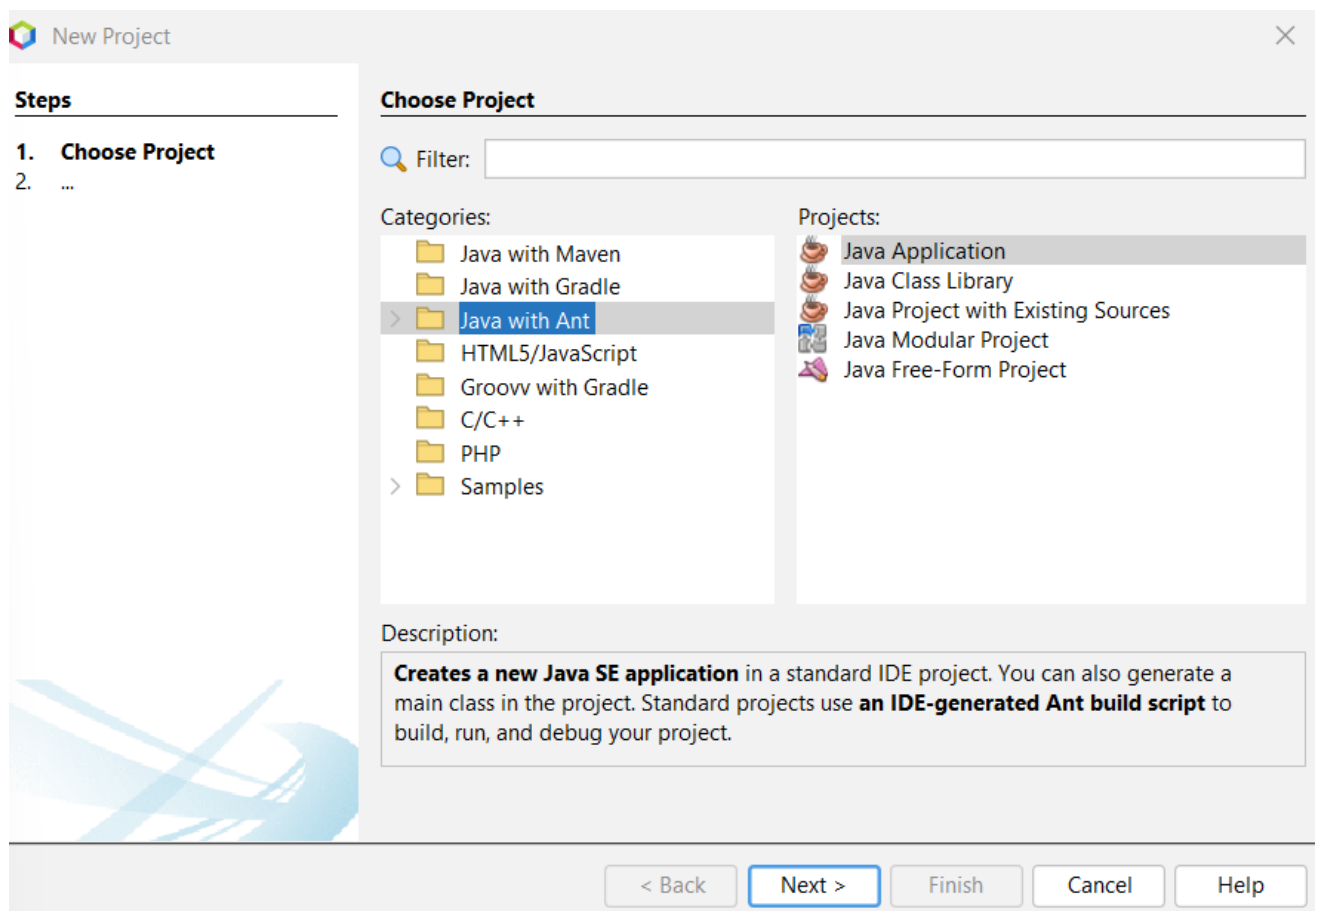 New Project
Steps
1. Choose Project
2. ...
Choose Project
Filter:
Categories:
Java with Maven
Java with Gradle
Java with Ant
HTML5/JavaScript
Groovv with Gradle
C/C++
PHP
Samples
Projects:
Java Application
Java Class Library
Java Project with Existing Sources
Java Modular Project
Java Free-Form Project
Description:
Creates a new Java SE application in a standard IDE project. You can also generate a
main class in the project. Standard projects use an IDE-generated Ant build script to
build, run, and debug your project.
< Back
Next >
Finish
Cancel
Help